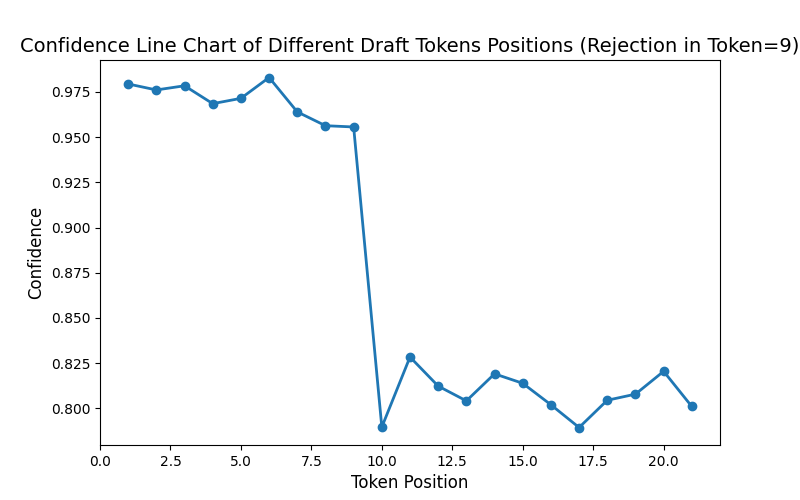 Confidence Line Chart of Different Draft Tokens Positions (Rejection in Token=9)
0.975
0.950
0.925
0.900
0.875
0.850
0.825
0.800
Confidence
0.0 2.5 5.0 7.5 10.0 12.5 15.0 17.5 20.0
Token Position